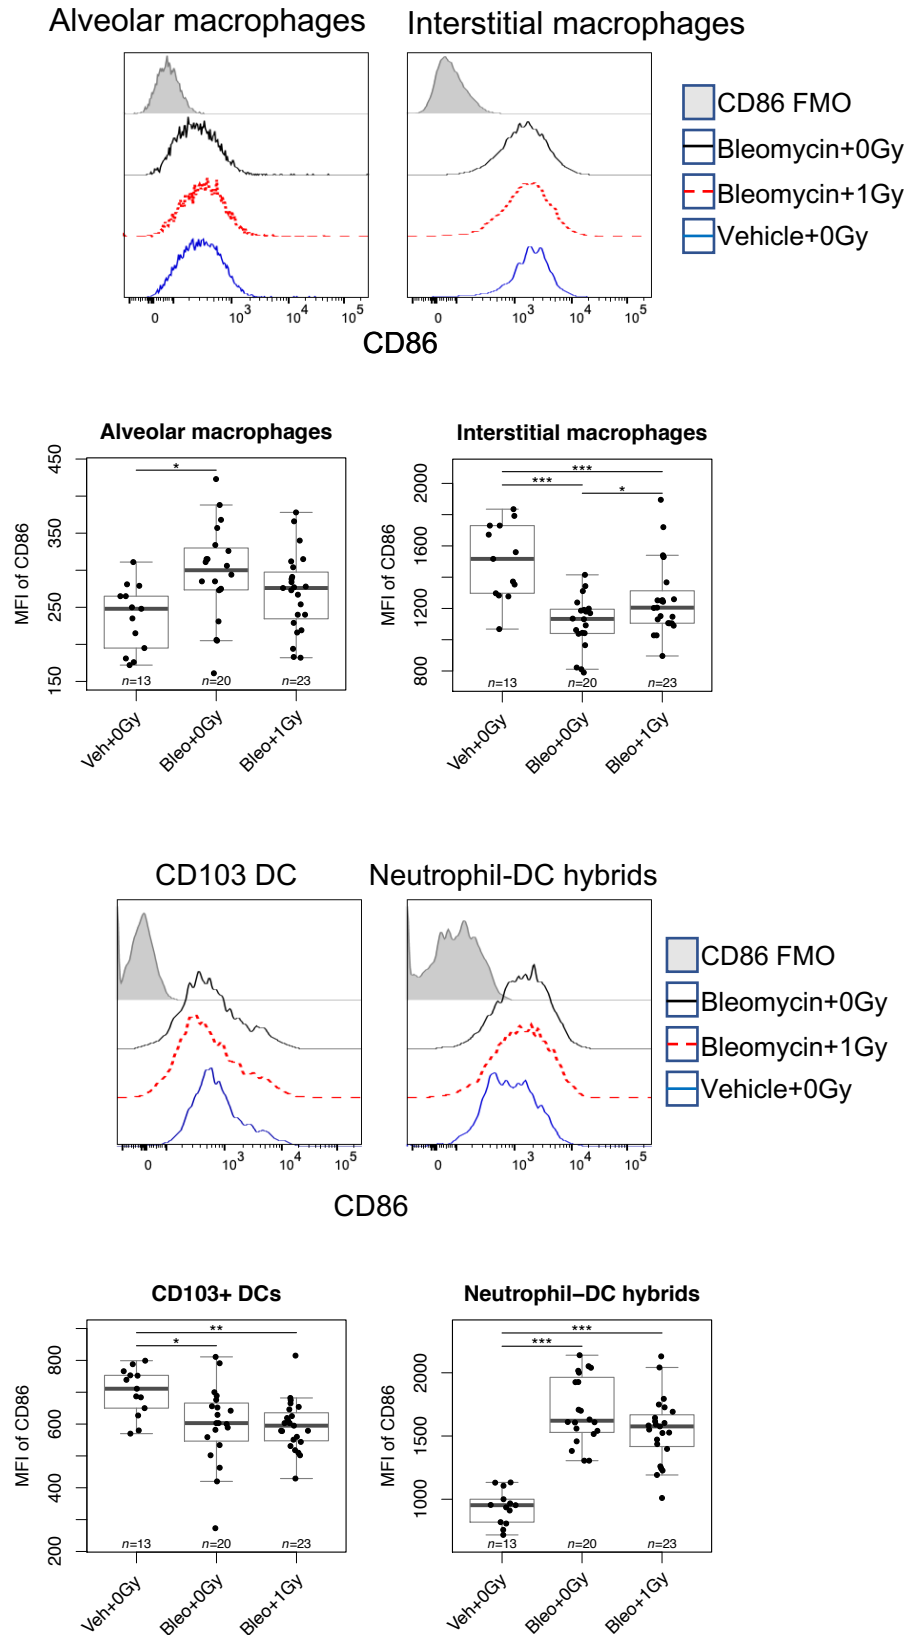 Alveolar macrophages Interstitial macrophages
CD86 FMO
Bleomycin+0Gy
Bleomycin+1Gy
Vehicle+0Gy
0 10³ 10⁴ 10⁵ 0 10³ 10⁴ 10⁵
CD86
Alveolar macrophages
MFI of CD86
450
350
250
150
*
n=13 n=20 n=23
Veh+0Gy Bleo+0Gy Bleo+1Gy
Interstitial macrophages
MFI of CD86
2000
1600
1200
800
***
***
*
n=13 n=20 n=23
Veh+0Gy Bleo+0Gy Bleo+1Gy
CD103 DC Neutrophil-DC hybrids
CD86 FMO
Bleomycin+0Gy
Bleomycin+1Gy
Vehicle+0Gy
0 10³ 10⁴ 10⁵ 0 10³ 10⁴ 10⁵
CD86
CD103+ DCs
MFI of CD86
800
600
400
200
**
*
n=13 n=20 n=23
Veh+0Gy Bleo+0Gy Bleo+1Gy
Neutrophil−DC hybrids
MFI of CD86
2000
1500
1000
***
***
n=13 n=20 n=23
Veh+0Gy Bleo+0Gy Bleo+1Gy